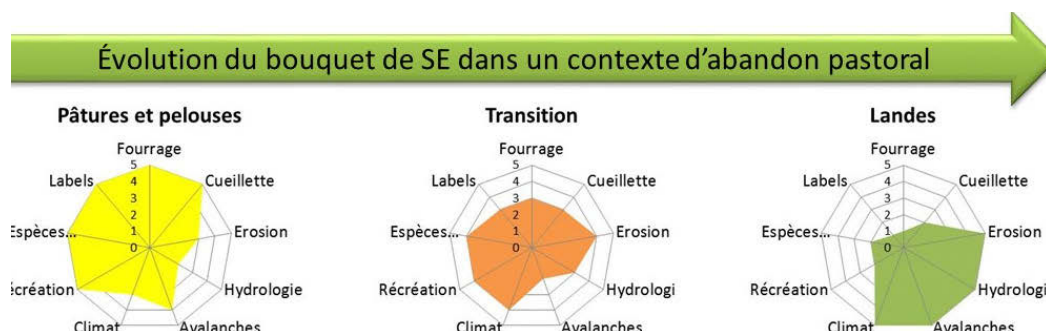 Évolution du bouquet de SE dans un contexte d'abandon pastoral
Pâtures et pelouses
Fourrage
5
4
3
2
1
0
Labels
Cueillette
Espèces...
Erosion
écréation
Hydrologie
Climat
Avalanches
Transition
Fourrage
5
4
3
2
1
0
Labels
Cueillette
Espèces...
Erosion
Récréation
Hydrologi
Climat
Avalanches
Landes
Fourrage
5
4
3
2
1
0
Labels
Cueillette
Espèces...
Erosion
Récréation
Hydrologi
Climat
Avalanches